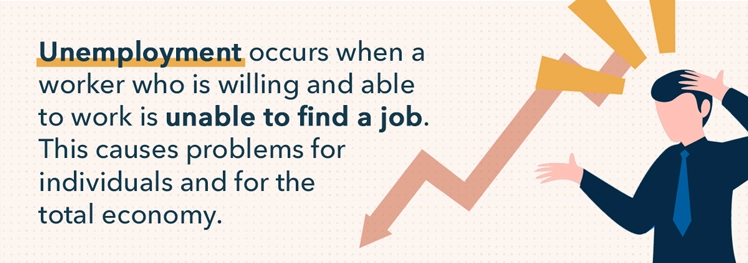 Unemployment occurs when a
worker who is willing and able
to work is unable to find a job.
This causes problems for
individuals and for the
total economy.